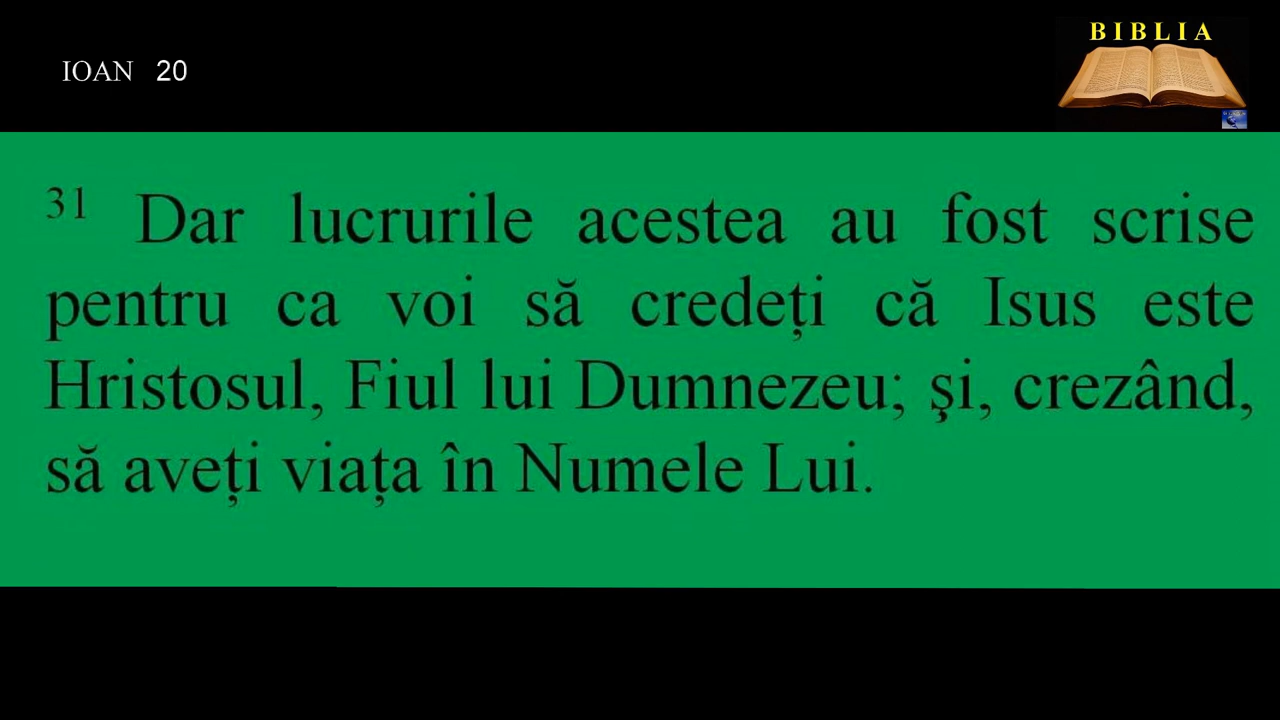 BIBLIA
IOAN 20
31 Dar lucrurile acestea au fost scrise
pentru ca voi să credeți că Isus este
Hristosul, Fiul lui Dumnezeu; şi, crezând,
să aveți viața în Numele Lui.